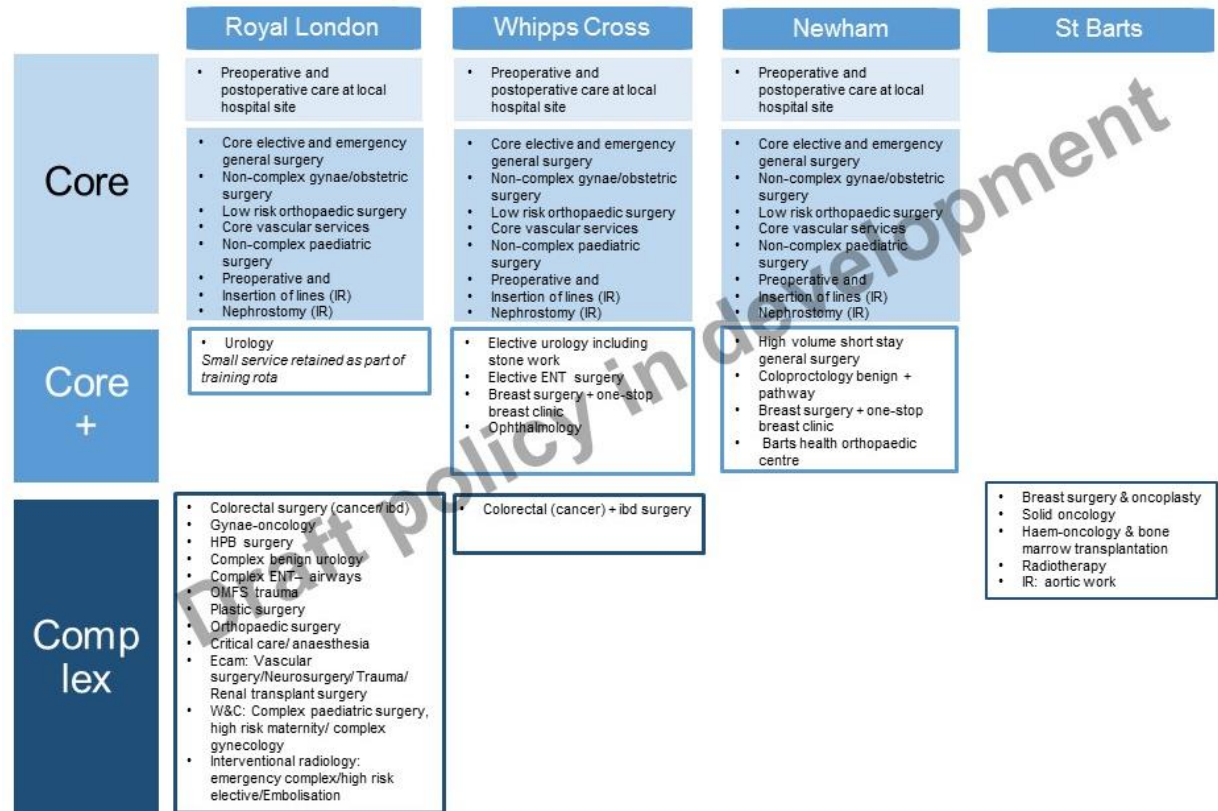 Royal London
Whipps Cross
Newham
St Barts
Core
• Preoperative and
postoperative care at local
hospital site
• Core elective and emergency
general surgery
• Non-complex gynae/obstetric
surgery
• Low risk orthopaedic surgery
• Core vascular services
• Non-complex paediatric
surgery
• Preoperative and
• Insertion of lines (IR)
• Nephrostomy (IR)
• Preoperative and
postoperative care at local
hospital site
• Core elective and emergency
general surgery
• Non-complex gynae/obstetric
surgery
• Low risk orthopaedic surgery
• Core vascular services
• Non-complex paediatric
surgery
• Preoperative and
• Insertion of lines (IR)
• Nephrostomy (IR)
• Preoperative and
postoperative care at local
hospital site
• Core elective and emergency
general surgery
• Non-complex gynae/obstetric
surgery
• Low risk orthopaedic surgery
• Core vascular services
• Non-complex paediatric
surgery
• Preoperative and
• Insertion of lines (IR)
• Nephrostomy (IR)
Core
+
• Urology
Small service retained as part of
training rota
• Elective urology including
stone work
• Elective ENT surgery
• Breast surgery + one-stop
breast clinic
• Ophthalmology
• High volume short stay
general surgery
• Coloproctology benign +
pathway
• Breast surgery + one-stop
breast clinic
• Barts health orthopaedic
centre
Comp
lex
• Colorectal surgery (cancer/ibd)
• Gynae-oncology
• HPB surgery
• Complex benign urology
• Complex ENT– airways
• OMFS trauma
• Plastic surgery
• Orthopaedic surgery
• Critical care/ anaesthesia
• Ecam: Vascular
surgery/Neurosurgery/Trauma/
Renal transplant surgery
• W&C: Complex paediatric surgery,
high risk maternity/ complex
gynecology
• Interventional radiology:
emergency complex/high risk
elective/Embolisation
• Colorectal (cancer) + ibd surgery
• Breast surgery & oncoplasty
• Solid oncology
• Haem-oncology & bone
marrow transplantation
• Radiotherapy
• IR: aortic work
Draft policy in development